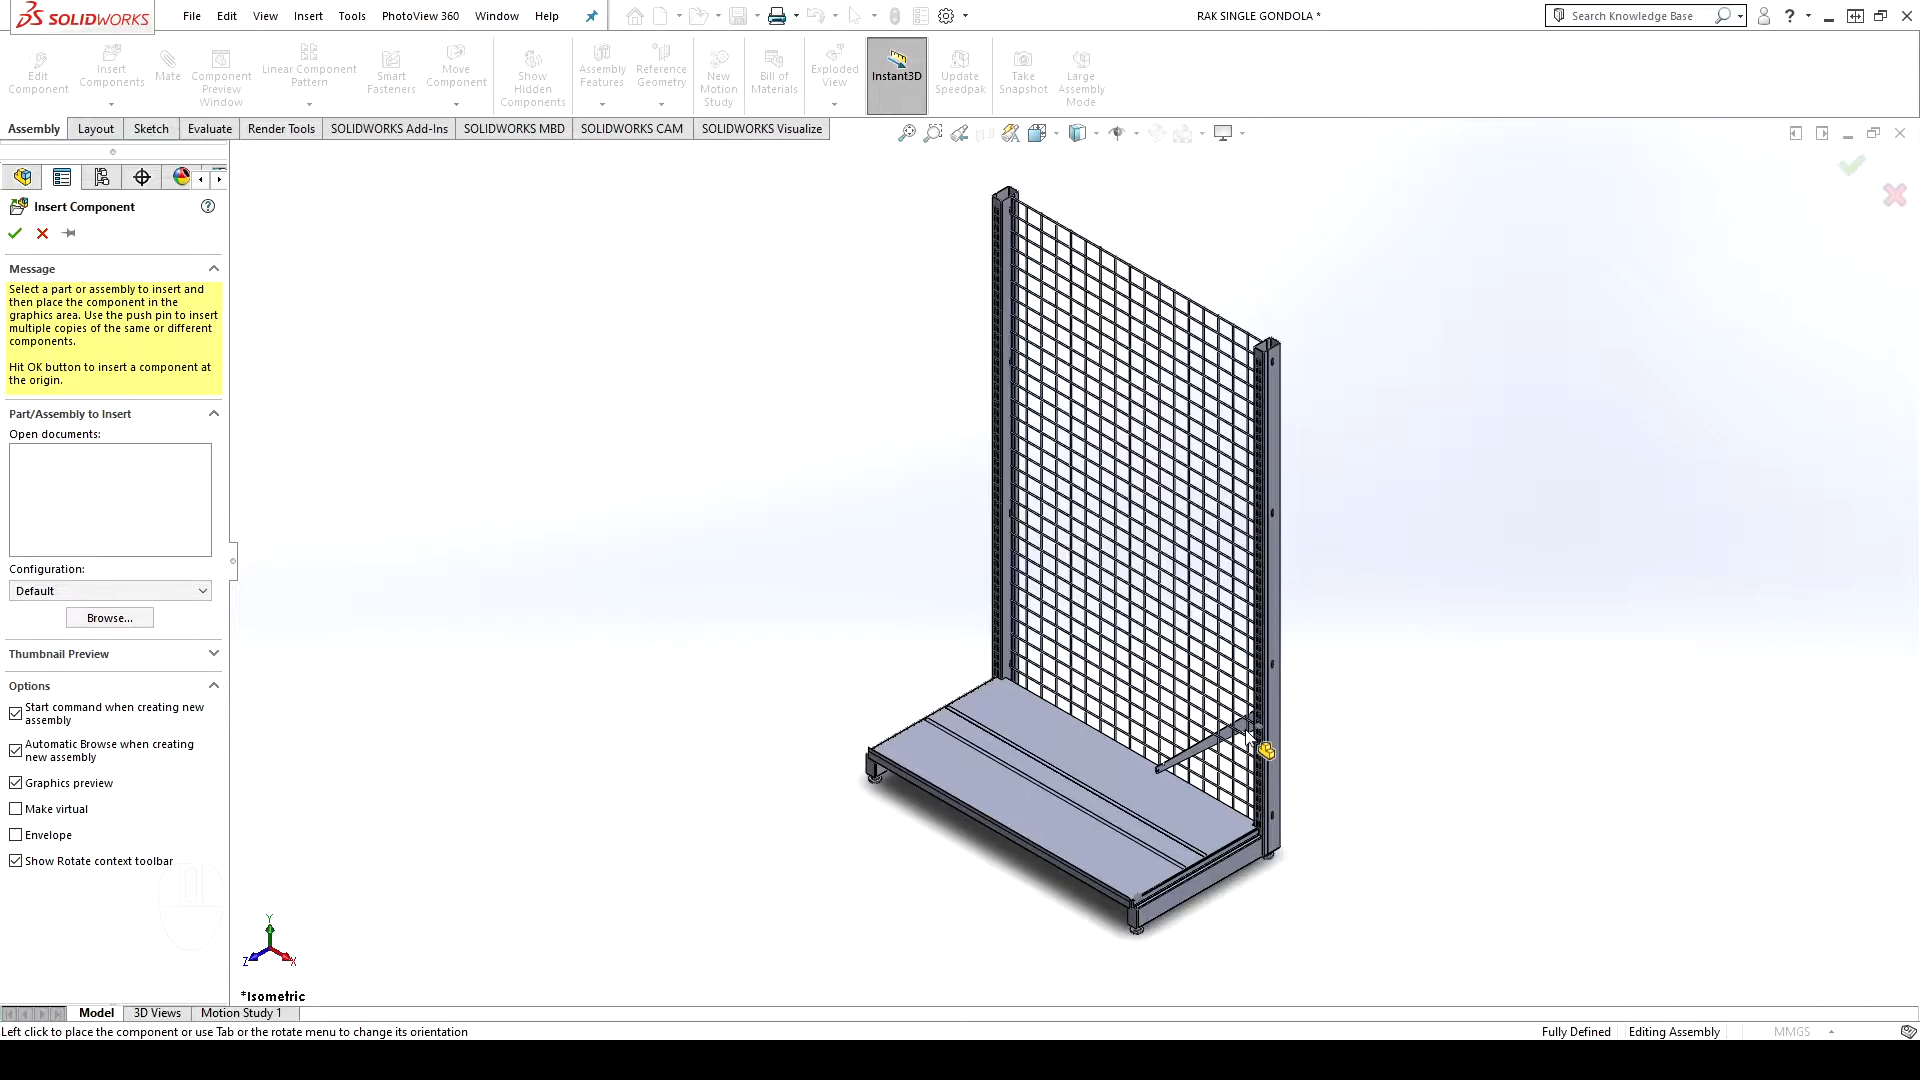 SOLIDWORKS
File Edit View Insert Tools PhotoView 360 Window Help
RAK SINGLE GONDOLA *
Search Knowledge Base
?
Edit
Component
Insert
Components
Mate
Component
Preview
Window
Linear Component
Pattern
Smart
Fasteners
Move
Component
Show
Hidden
Components
Assembly
Features
Reference
Geometry
New
Motion
Study
Bill of
Materials
Exploded
View
Instant3D
Update
Speedpak
Take
Snapshot
Large
Assembly
Mode
Assembly Layout Sketch Evaluate Render Tools SOLIDWORKS Add-Ins SOLIDWORKS MBD SOLIDWORKS CAM SOLIDWORKS Visualize
Insert Component
?
Message
Select a part or assembly to insert and
then place the component in the
graphics area. Use the push pin to insert
multiple copies of the same or different
components.
Hit OK button to insert a component at
the origin.
Part/Assembly to Insert
Open documents:
Configuration:
Default
Browse...
Thumbnail Preview
Options
Start command when creating new
assembly
Automatic Browse when creating
new assembly
Graphics preview
Make virtual
Envelope
Show Rotate context toolbar
Y
Z
X
*Isometric
Model 3D Views Motion Study 1
Left click to place the component or use Tab or the rotate menu to change its orientation
Fully Defined Editing Assembly MMGS